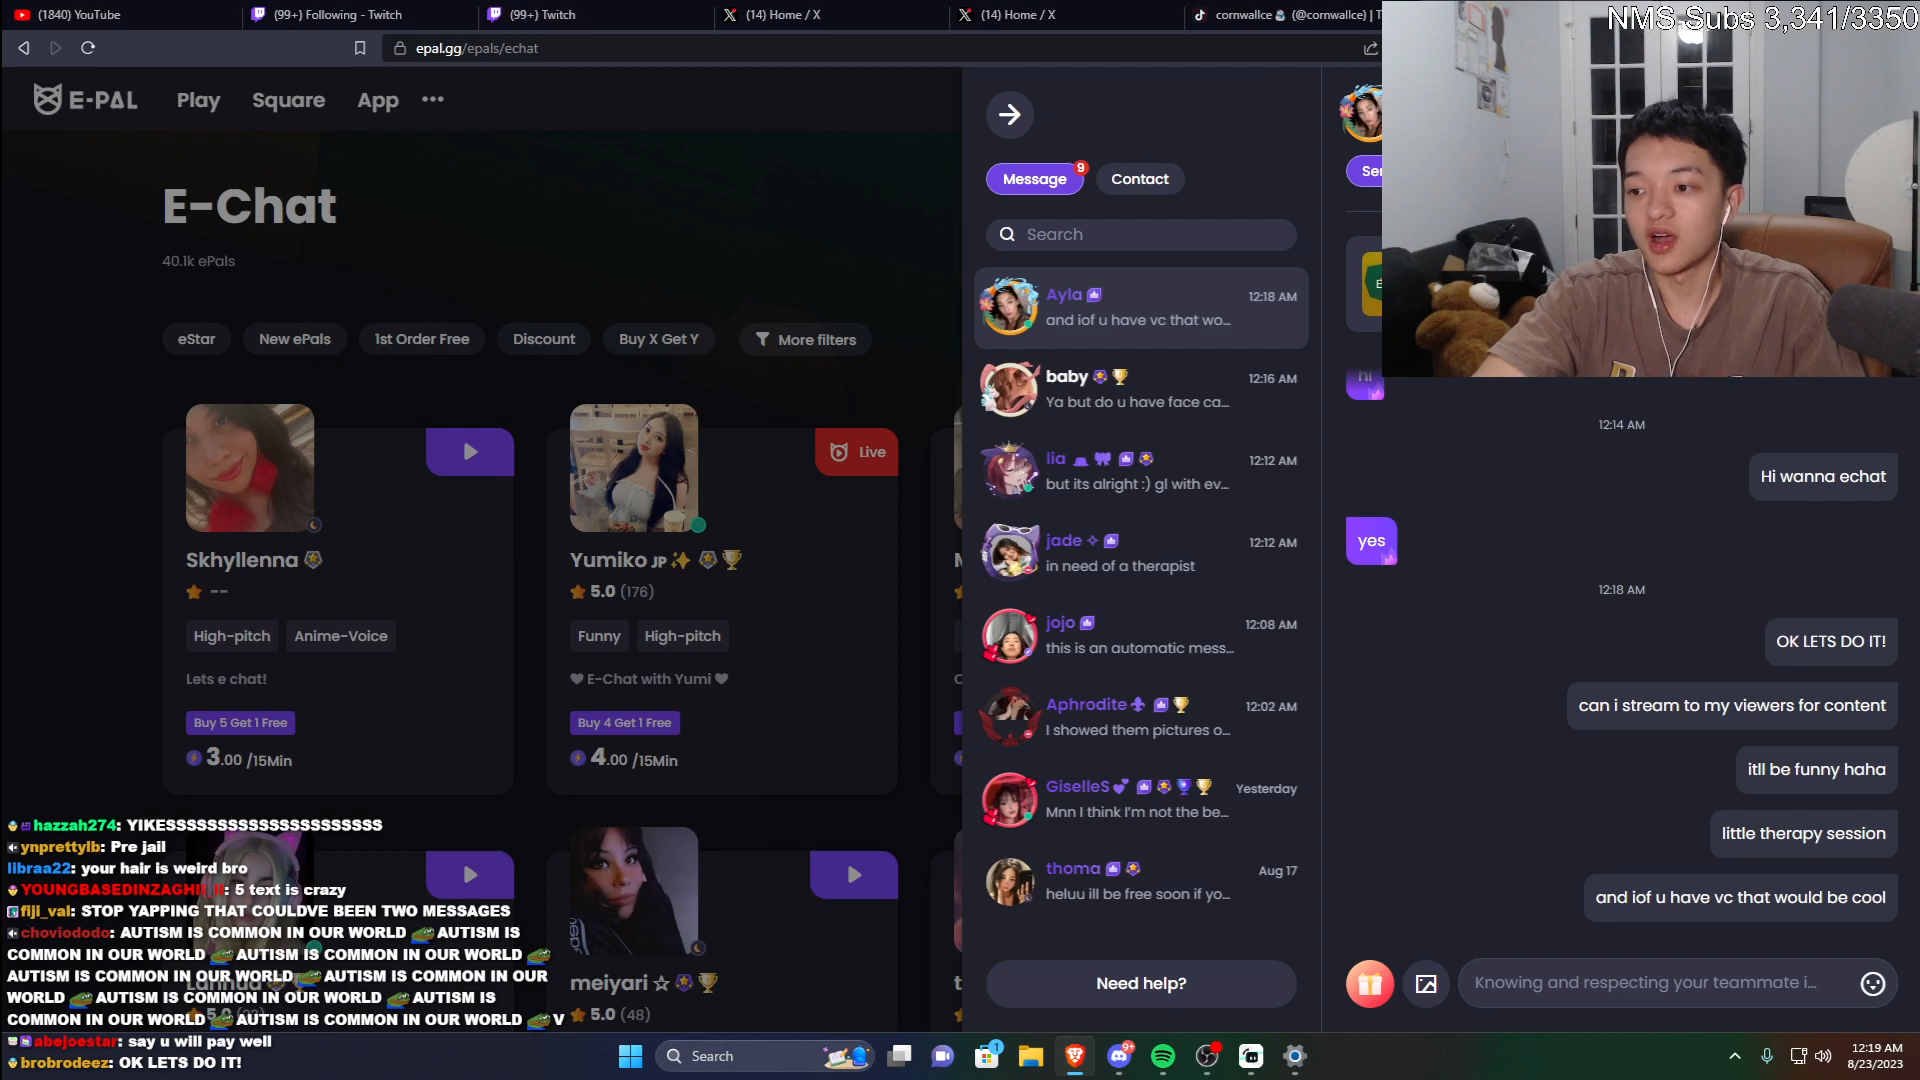 (1840) YouTube
(99+) Following - Twitch
(99+) Twitch
(14) Home / X
(14) Home / X
cornwallce (@cornwallce) | T
NMS Subs 3,341/3350
epal.gg/epals/echat
E-PAL
Play
Square
App
•••
E-Chat
40.1k ePals
eStar
New ePals
1st Order Free
Discount
Buy X Get Y
More filters
Skhyllenna
--
High-pitch
Anime-Voice
Lets e chat!
Buy 5 Get 1 Free
3.00 /15Min
Live
Yumiko JP✨
5.0 (176)
Funny
High-pitch
🖤 E-Chat with Yumi 🖤
Buy 4 Get 1 Free
4.00 /15Min
meiyari ☆
5.0 (48)
Message
9
Contact
Search
Ayla
12:18 AM
and iof u have vc that wo...
baby
12:16 AM
Ya but do u have face ca...
lia
12:12 AM
but its alright :) gl with ev...
jade ✧
12:12 AM
in need of a therapist
jojo
12:08 AM
this is an automatic mess...
Aphrodite
12:02 AM
I showed them pictures o...
GiselleS💕
Yesterday
Mnn I think I'm not the be...
thoma
Aug 17
heluu ill be free soon if yo...
Need help?
Ser
hi
12:14 AM
Hi wanna echat
yes
12:18 AM
OK LETS DO IT!
can i stream to my viewers for content
itll be funny haha
little therapy session
and iof u have vc that would be cool
Knowing and respecting your teammate i...
hazzah274: YIKESSSSSSSSSSSSSSSSSSSSS
ynprettylb: Pre jail
libraa22: your hair is weird bro
5 text is crazy
fiji_val: STOP YAPPING THAT COULDVE BEEN TWO MESSAGES
choviododo: AUTISM IS COMMON IN OUR WORLD AUTISM IS
COMMON IN OUR WORLD AUTISM IS COMMON IN OUR WORLD
AUTISM IS COMMON IN OUR WORLD AUTISM IS COMMON IN OUR
WORLD AUTISM IS COMMON IN OUR WORLD AUTISM IS
COMMON IN OUR WORLD AUTISM IS COMMON IN OUR WORLD V
abejoestar: say u will pay well
brobrodeez: OK LETS DO IT!
Search
1
9+
12:19 AM
8/23/2023